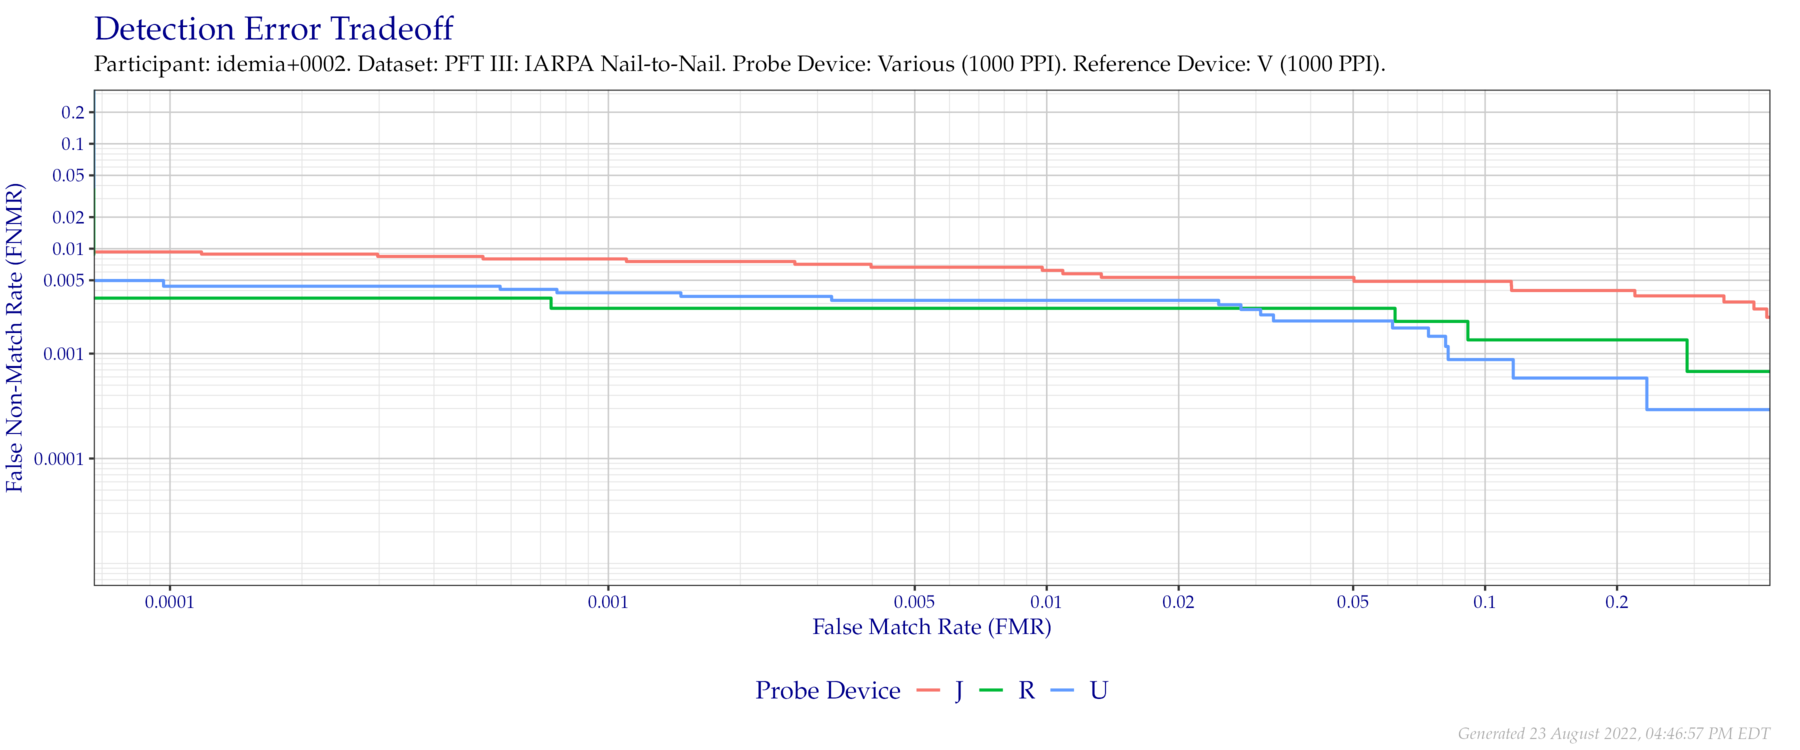 Detection Error Tradeoff
Participant: idemia+0002. Dataset: PFT III: IARPA Nail-to-Nail. Probe Device: Various (1000 PPI). Reference Device: V (1000 PPI).
False Non-Match Rate (FNMR)
0.2
0.1
0.05
0.02
0.01
0.005
0.001
0.0001
0.0001 0.001 0.005 0.01 0.02 0.05 0.1 0.2
False Match Rate (FMR)
Probe Device J R U
Generated 23 August 2022, 04:46:57 PM EDT